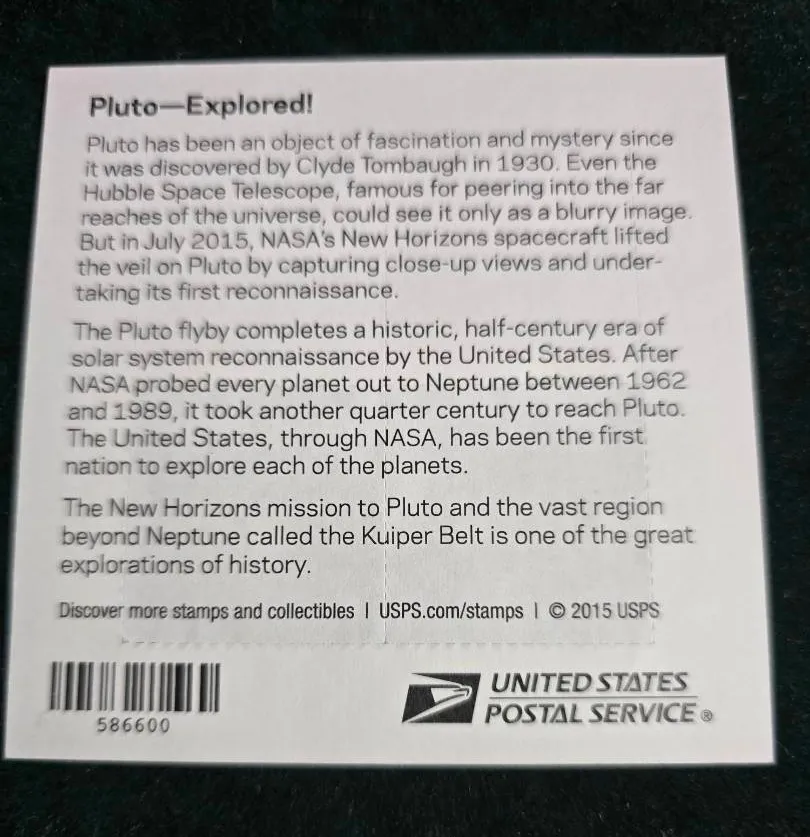 Pluto—Explored!
Pluto has been an object of fascination and mystery since
it was discovered by Clyde Tombaugh in 1930. Even the
Hubble Space Telescope, famous for peering into the far
reaches of the universe, could see it only as a blurry image.
But in July 2015, NASA's New Horizons spacecraft lifted
the veil on Pluto by capturing close-up views and under-
taking its first reconnaissance.
The Pluto flyby completes a historic, half-century era of
solar system reconnaissance by the United States. After
NASA probed every planet out to Neptune between 1962
and 1989, it took another quarter century to reach Pluto.
The United States, through NASA, has been the first
nation to explore each of the planets.
The New Horizons mission to Pluto and the vast region
beyond Neptune called the Kuiper Belt is one of the great
explorations of history.
Discover more stamps and collectibles | USPS.com/stamps | © 2015 USPS
586600
UNITED STATES
POSTAL SERVICE ®